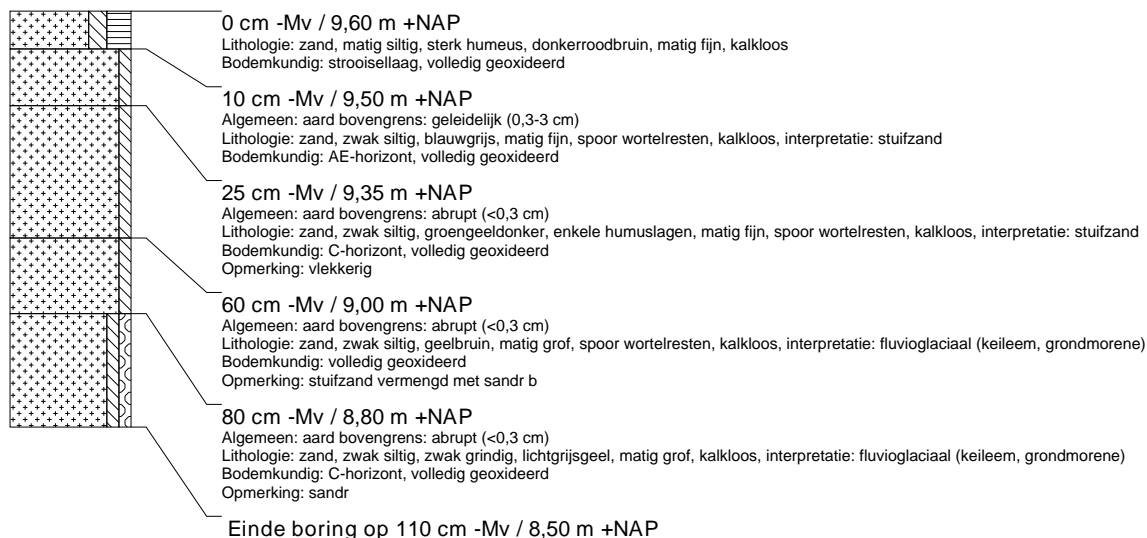 0 cm -Mv / 9,60 m +NAP
Lithologie: zand, matig siltig, sterk humeus, donkerroodbruin, matig fijn, kalkloos
Bodemkundig: strooisellaag, volledig geoxideerd
10 cm -Mv / 9,50 m +NAP
Algemeen: aard bovengrens: geleidelijk (0,3-3 cm)
Lithologie: zand, zwak siltig, blauwgrijs, matig fijn, spoor wortelresten, kalkloos, interpretatie: stuifzand
Bodemkundig: AE-horizont, volledig geoxideerd
25 cm -Mv / 9,35 m +NAP
Algemeen: aard bovengrens: abrupt (<0,3 cm)
Lithologie: zand, zwak siltig, groengeeldonker, enkele humuslagen, matig fijn, spoor wortelresten, kalkloos, interpretatie: stuifzand
Bodemkundig: C-horizont, volledig geoxideerd
Opmerking: vlekkerig
60 cm -Mv / 9,00 m +NAP
Algemeen: aard bovengrens: abrupt (<0,3 cm)
Lithologie: zand, zwak siltig, geelbruin, matig grof, spoor wortelresten, kalkloos, interpretatie: fluvioglaciaal (keileem, grondmorene)
Bodemkundig: volledig geoxideerd
Opmerking: stuifzand vermengd met sandr b
80 cm -Mv / 8,80 m +NAP
Algemeen: aard bovengrens: abrupt (<0,3 cm)
Lithologie: zand, zwak siltig, zwak grindig, lichtgrijsgeel, matig grof, kalkloos, interpretatie: fluvioglaciaal (keileem, grondmorene)
Bodemkundig: C-horizont, volledig geoxideerd
Opmerking: sandr
Einde boring op 110 cm -Mv / 8,50 m +NAP